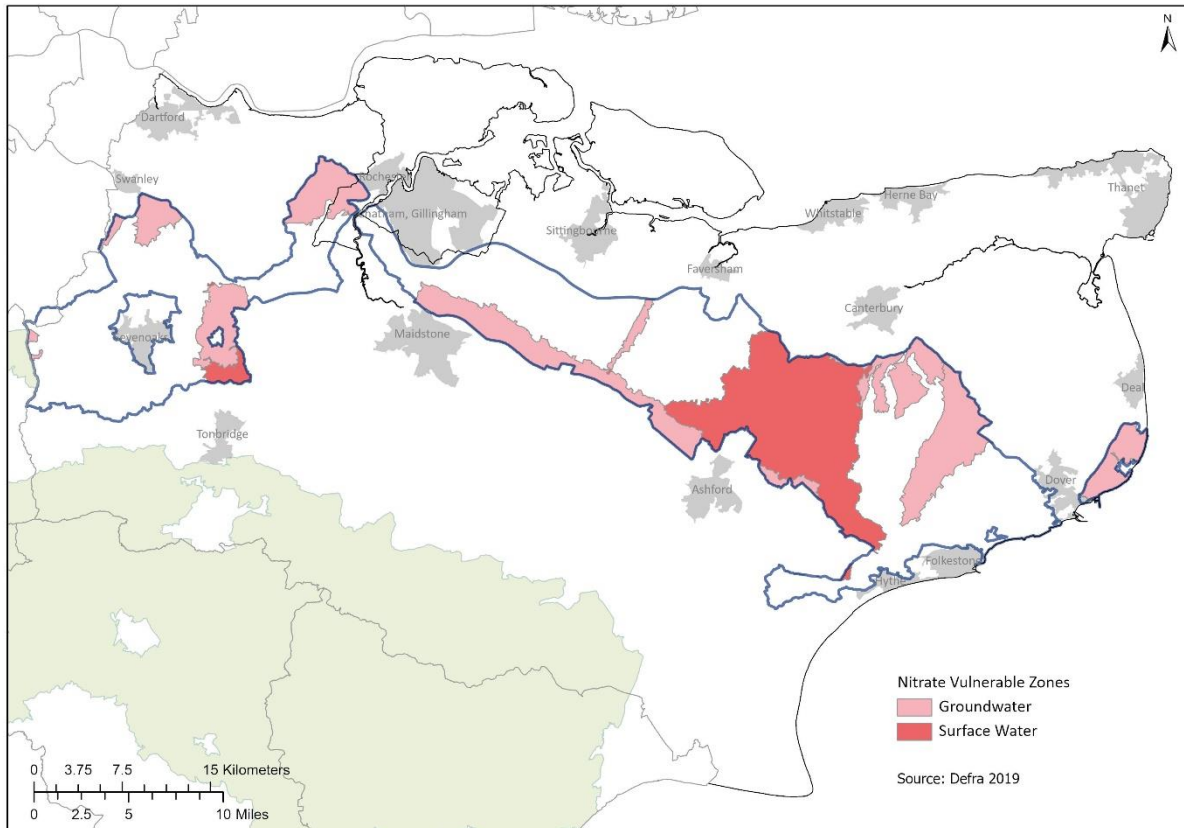 N
Dartford
Swanley
Rochester
Chatham, Gillingham
Sittingbourne
Whitstable
Herne Bay
Thanet
Faversham
Canterbury
Sevenoaks
Maidstone
Deal
Tonbridge
Ashford
Dover
Folkestone
Hythe
Nitrate Vulnerable Zones
Groundwater
Surface Water
Source: Defra 2019
0 3.75 7.5 15 Kilometers
0 2.5 5 10 Miles